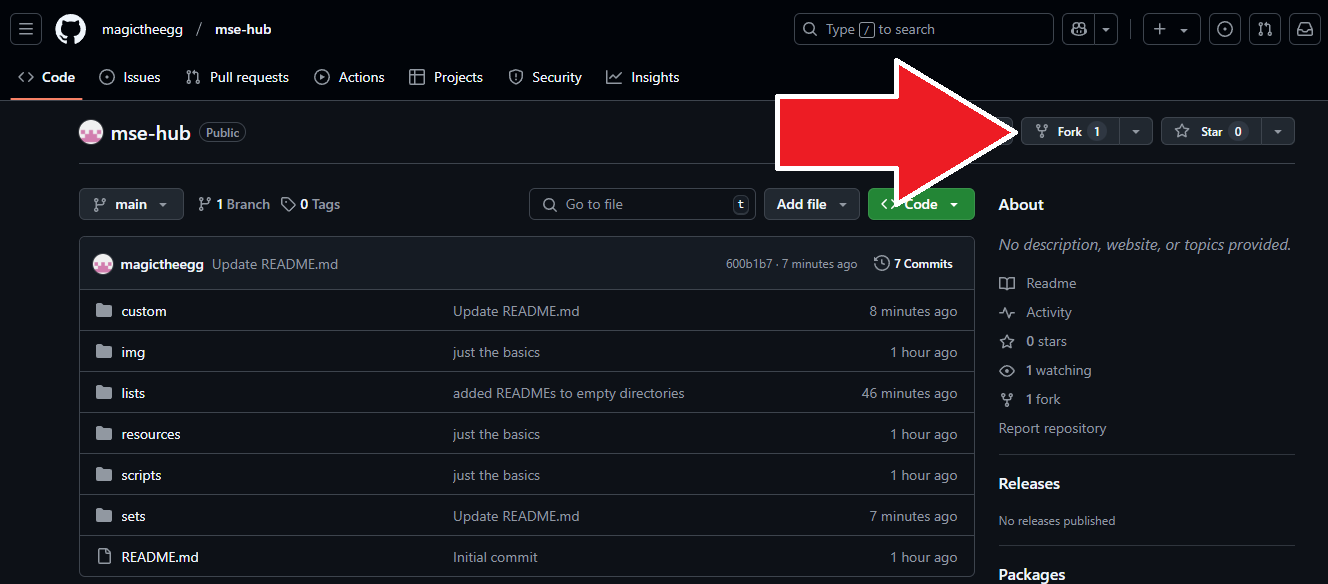 magictheegg / mse-hub
Type / to search
Code Issues Pull requests Actions Projects Security Insights
mse-hub Public
Fork 1 Star 0
main 1 Branch 0 Tags Go to file t Add file Code
magictheegg Update README.md 600b1b7 · 7 minutes ago 7 Commits
custom Update README.md 8 minutes ago
img just the basics 1 hour ago
lists added READMEs to empty directories 46 minutes ago
resources just the basics 1 hour ago
scripts just the basics 1 hour ago
sets Update README.md 7 minutes ago
README.md Initial commit 1 hour ago
About
No description, website, or topics provided.
Readme
Activity
0 stars
1 watching
1 fork
Report repository
Releases
No releases published
Packages